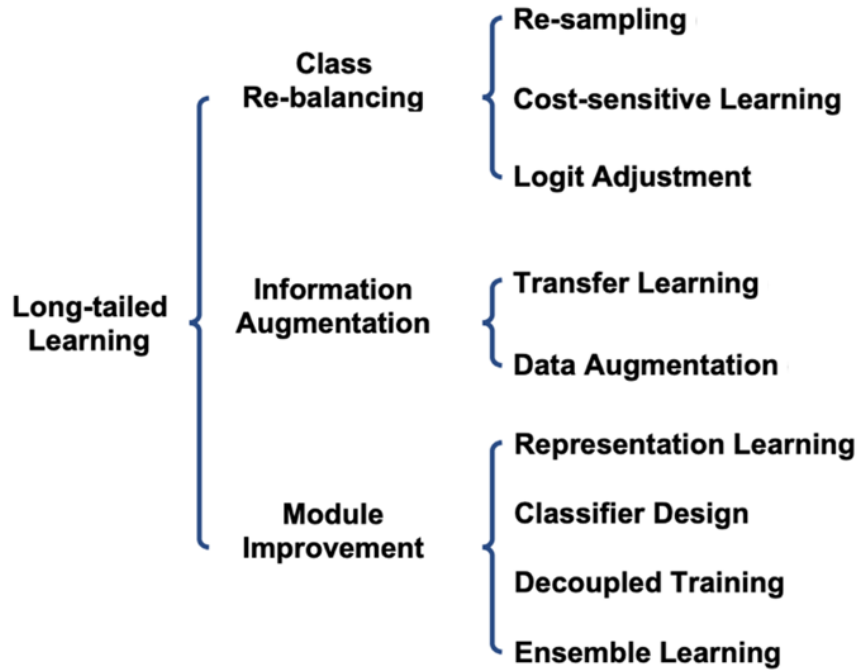 Long-tailed
Learning
Class
Re-balancing
Re-sampling
Cost-sensitive Learning
Logit Adjustment
Information
Augmentation
Transfer Learning
Data Augmentation
Module
Improvement
Representation Learning
Classifier Design
Decoupled Training
Ensemble Learning